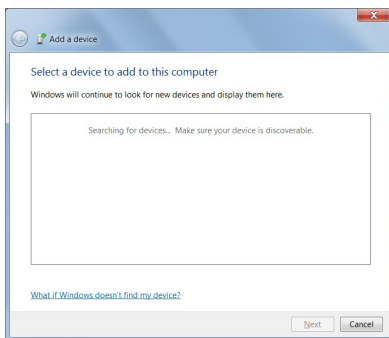 Add a device
Select a device to add to this computer
Windows will continue to look for new devices and display them here.
Searching for devices... Make sure your device is discoverable.
What if Windows doesn't find my device?
Next Cancel